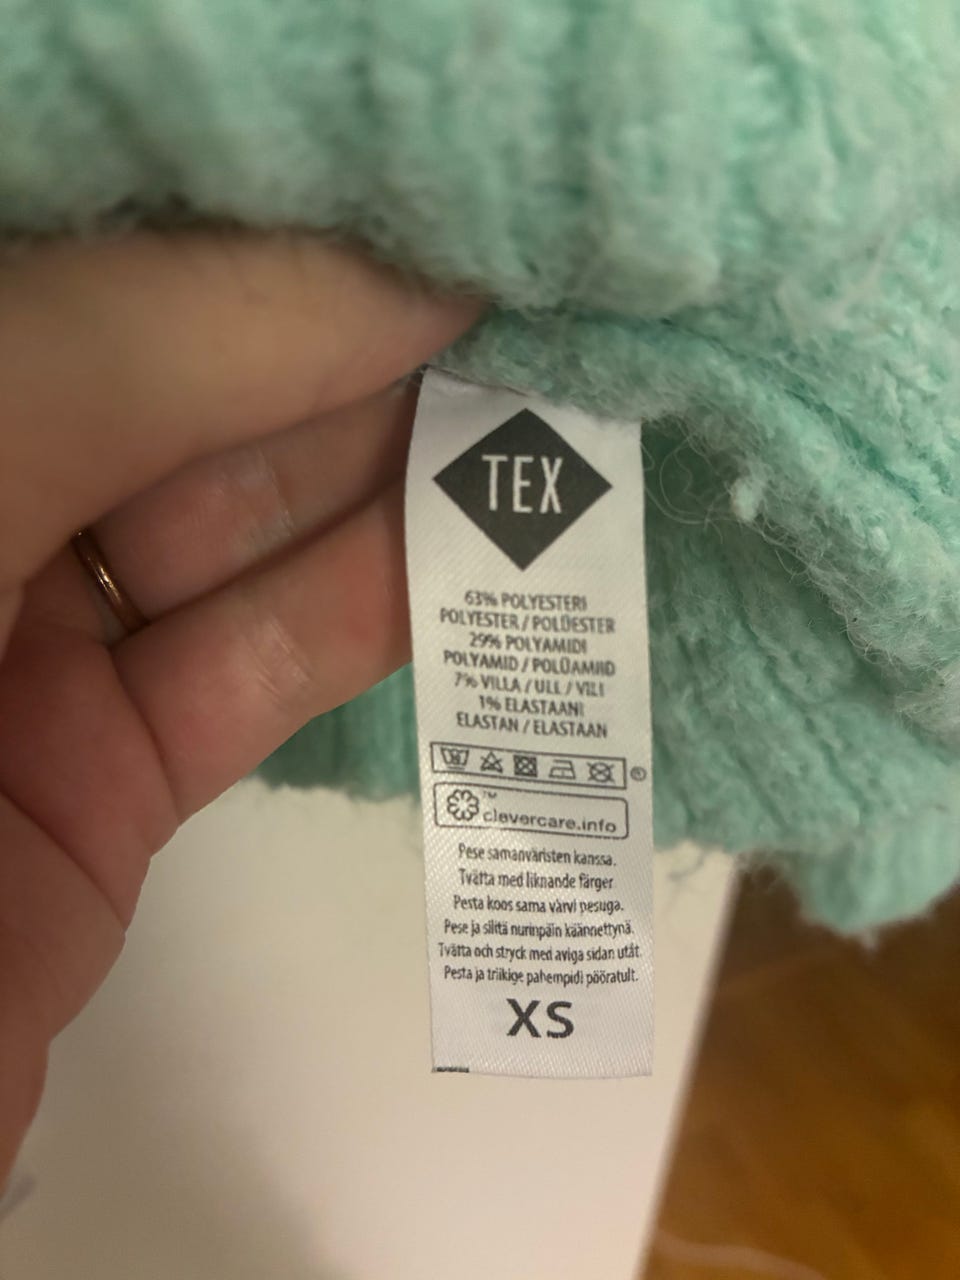 TEX
63% POLYESTERI
POLYESTER / POLÜESTER
29% POLYAMIDI
POLYAMID / POLÜAMIID
7% VILLA / ULL / VILL
1% ELASTAANI
ELASTAN / ELASTAAN
®
™
clevercare.info
Pese samanväristen kanssa.
Tvätta med liknande färger
Pesta koos sama värvi pesuga.
Pese ja silitä nurinpäin käännettynä.
Tvätta och stryck med aviga sidan utåt.
Pesta ja triikige pahempidi pööratult.
XS